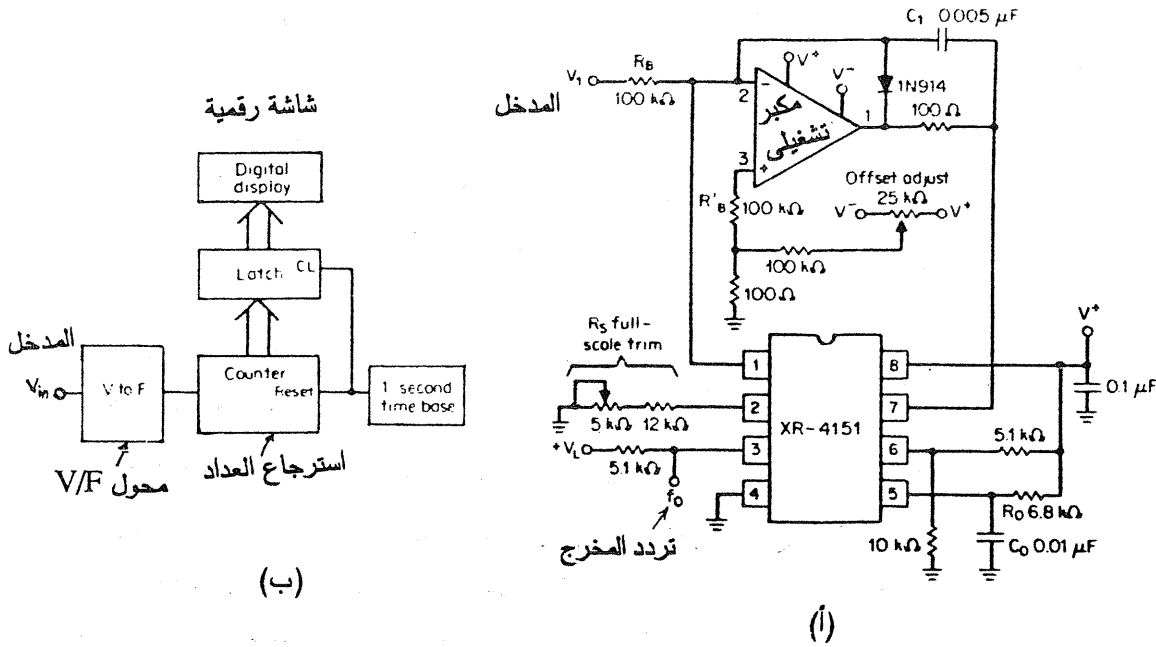 شاشة رقمية
Digital
display
Latch
CL
المدخل
Vin
V to F
Counter
Reset
1 second
time base
محول V/F
استرجاع العداد
(ب)
C1 0.005 µF
V1
RB
100 kΩ
المدخل
V+
V-
2
-
مكبر
تشغيلى
3
+
1
1N914
100 Ω
R'B
100 kΩ
Offset adjust
25 kΩ
V-
V+
100 kΩ
100 Ω
RS full-
scale trim
5 kΩ
12 kΩ
+VL
5.1 kΩ
fo
تردد المخرج
1
2
3
4
XR-4151
8
7
6
5
V+
0.1 µF
5.1 kΩ
RO 6.8 kΩ
10 kΩ
CO 0.01 µF
(أ)